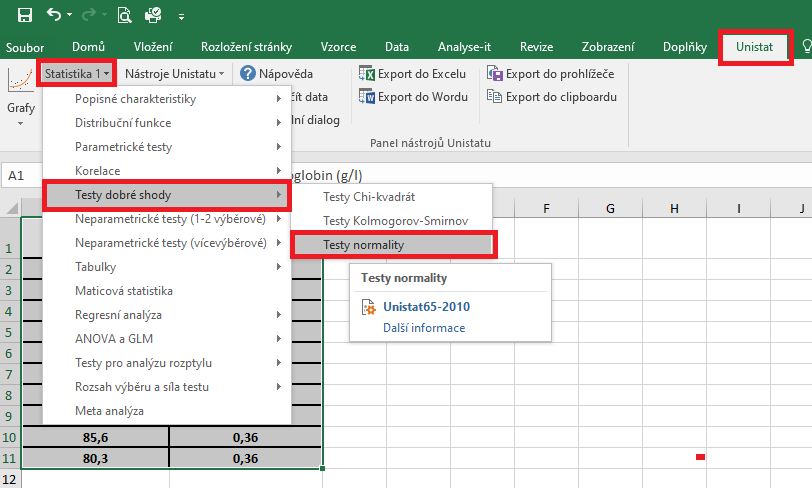 Soubor Domů Vložení Rozložení stránky Vzorce Data Analyse-it Revize Zobrazení Doplňky Unistat
Statistika 1 Nástroje Unistatu Nápověda Export do Excelu Export do prohlížeče
Grafy čít data Export do Wordu Export do clipboardu
lní dialog
Panel nástrojů Unistatu
Popisné charakteristiky
Distribuční funkce
Parametrické testy
Korelace
Testy dobré shody
Neparametrické testy (1-2 výběrové)
Neparametrické testy (vícevýběrové)
Tabulky
Maticová statistika
Regresní analýza
ANOVA a GLM
Testy pro analýzu rozptylu
Rozsah výběru a síla testu
Meta analýza
Testy Chi-kvadrát
Testy Kolmogorov-Smirnov
Testy normality
Testy normality
Unistat65-2010
Další informace
A1 oglobin (g/l)
F G H I J
1
2
3
4
5
6
7
8
9
10 85,6 0,36
11 80,3 0,36
12